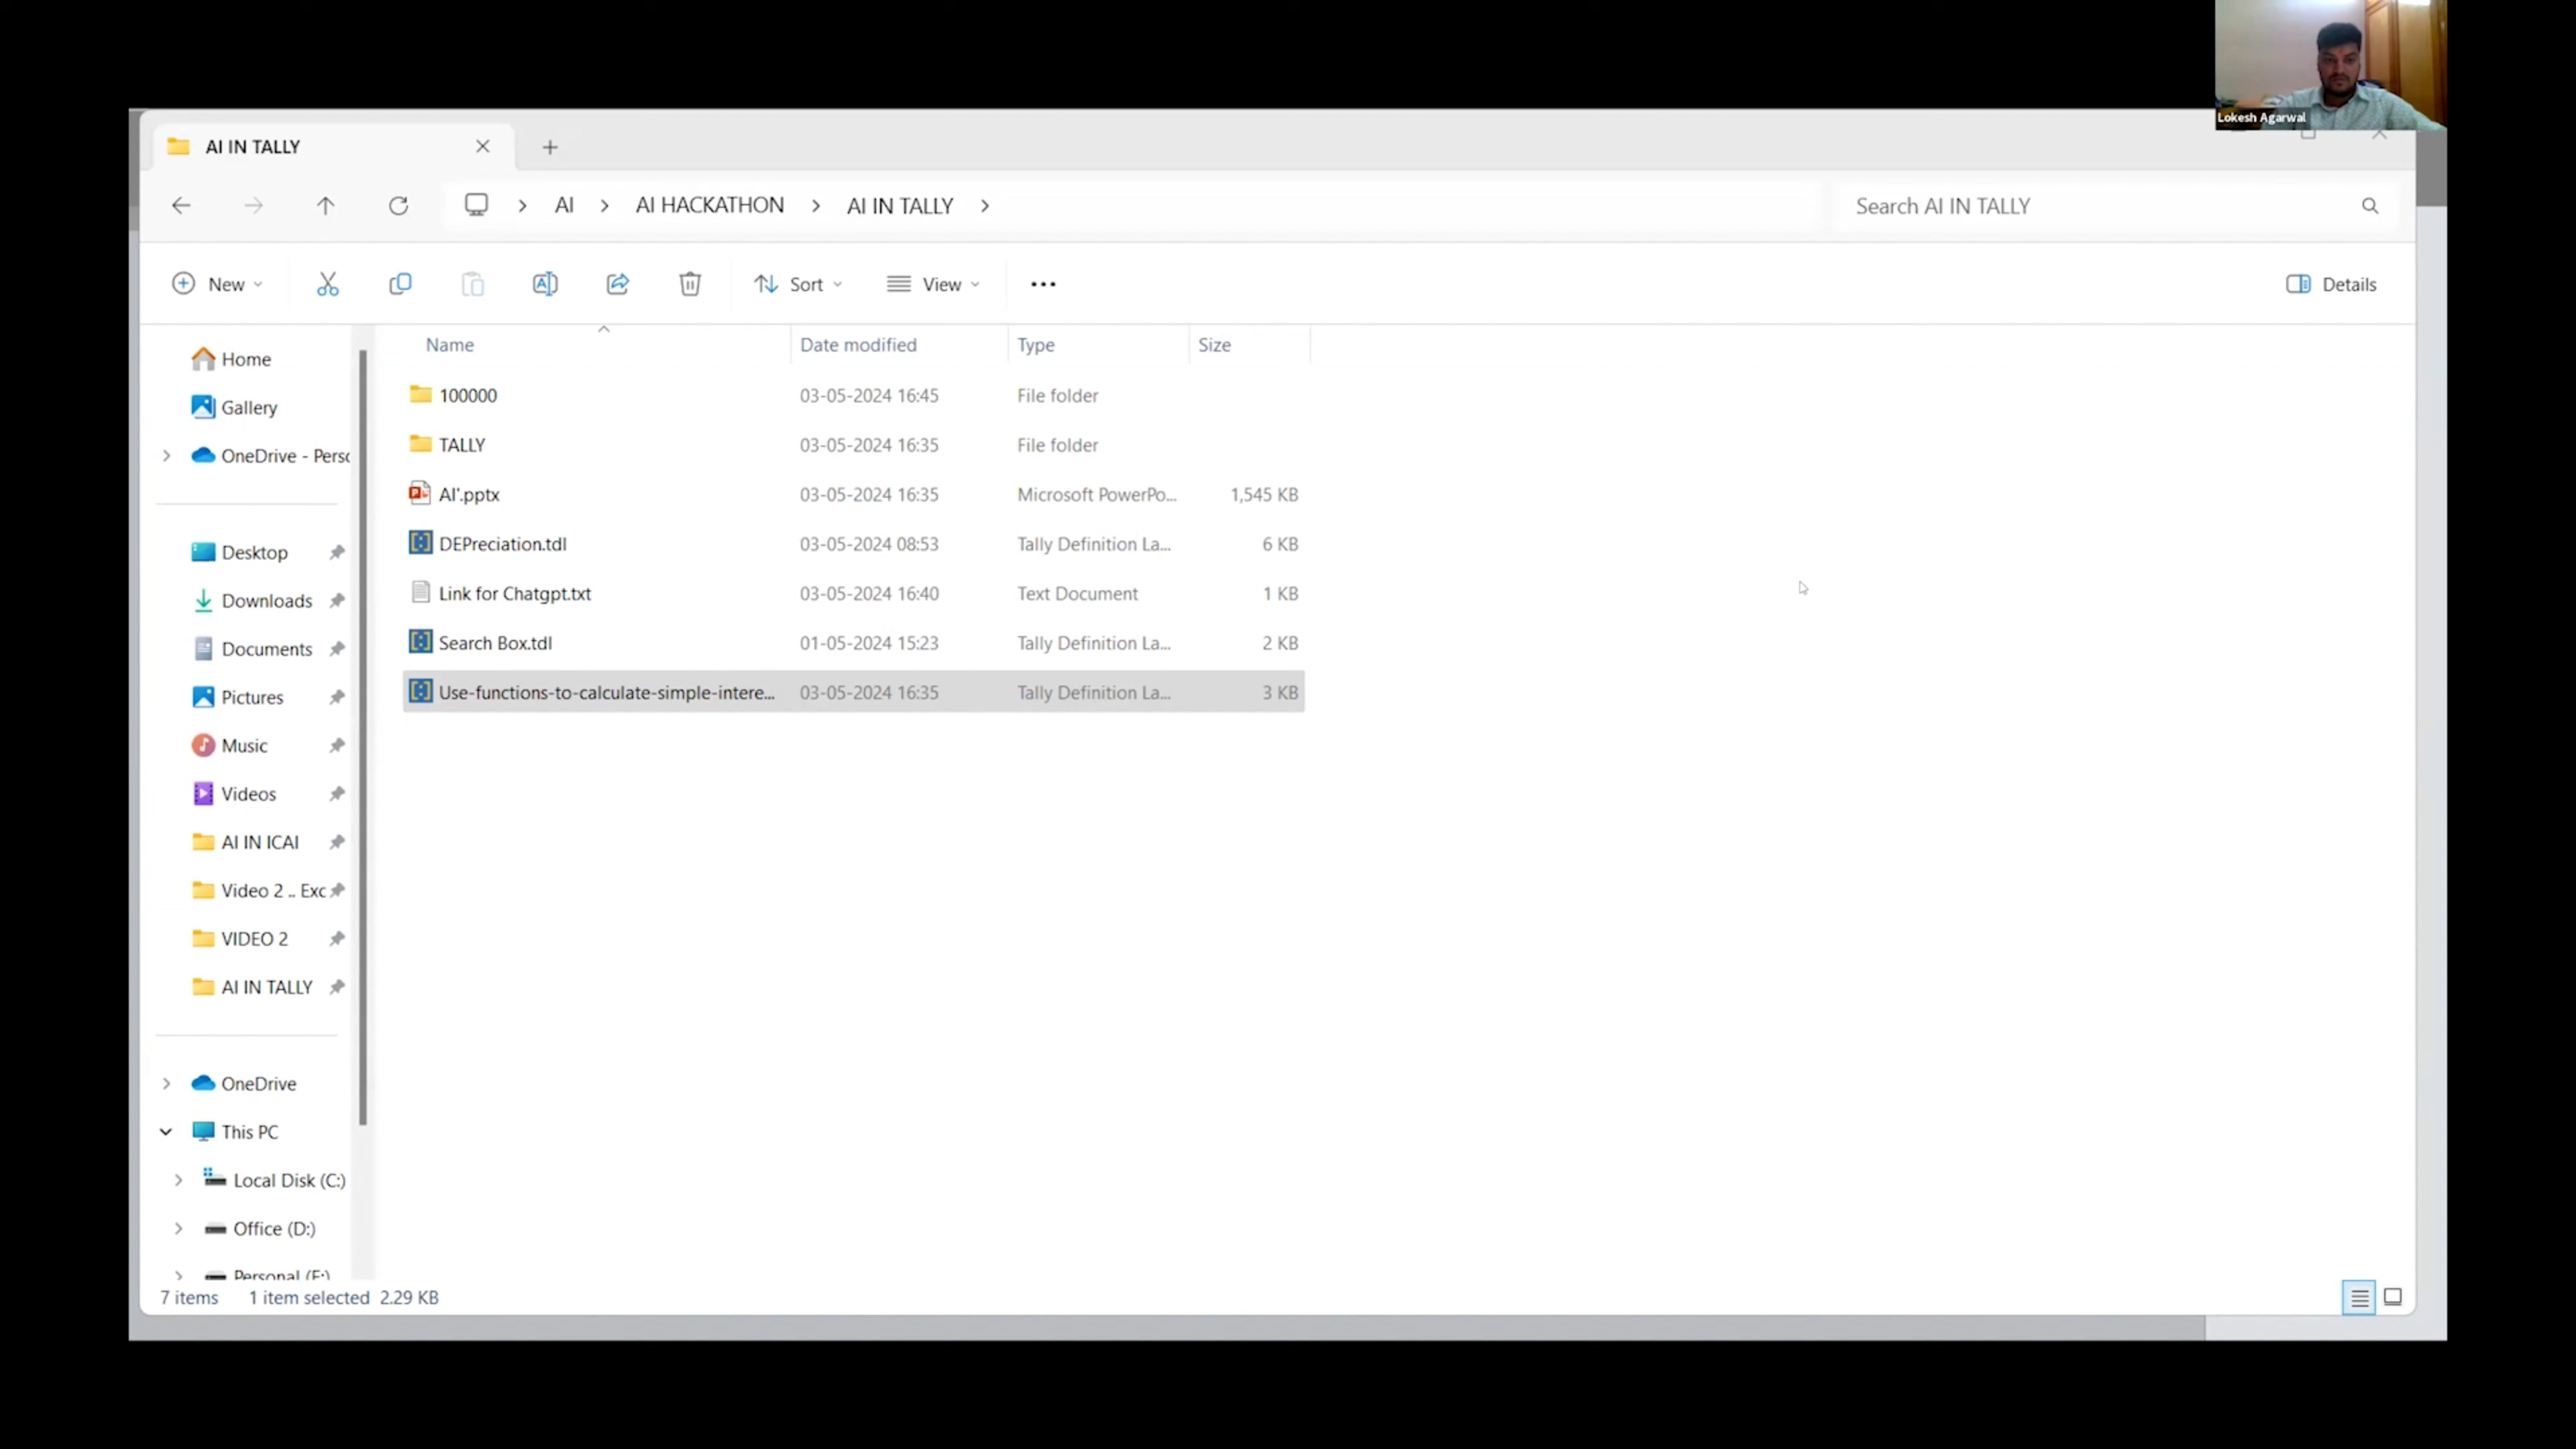 Lokesh Agarwal
AI IN TALLY
AI > AI HACKATHON > AI IN TALLY >
Search AI IN TALLY
New
Sort
View
Details
Name Date modified Type Size
100000 03-05-2024 16:45 File folder
TALLY 03-05-2024 16:35 File folder
AI'.pptx 03-05-2024 16:35 Microsoft PowerPo... 1,545 KB
DEPreciation.tdl 03-05-2024 08:53 Tally Definition La... 6 KB
Link for Chatgpt.txt 03-05-2024 16:40 Text Document 1 KB
Search Box.tdl 01-05-2024 15:23 Tally Definition La... 2 KB
Use-functions-to-calculate-simple-intere... 03-05-2024 16:35 Tally Definition La... 3 KB
Home
Gallery
OneDrive - Perso
Desktop
Downloads
Documents
Pictures
Music
Videos
AI IN ICAI
Video 2 .. Exc
VIDEO 2
AI IN TALLY
OneDrive
This PC
Local Disk (C:)
Office (D:)
Personal (E:)
7 items 1 item selected 2.29 KB